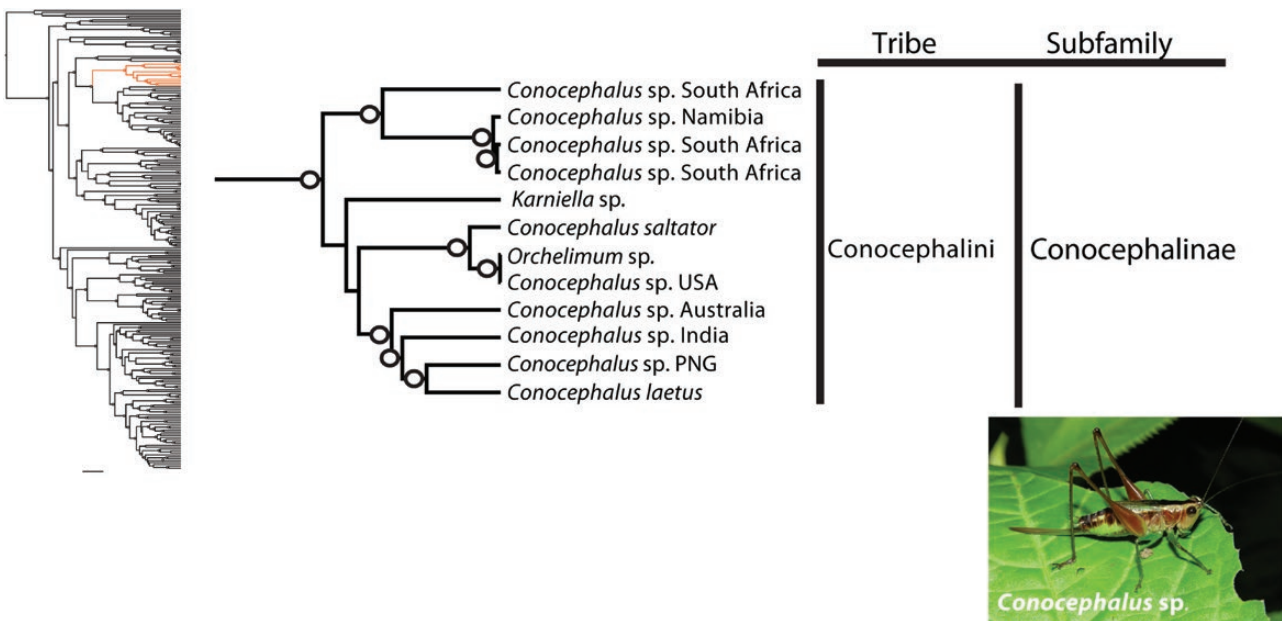 Tribe Subfamily
Conocephalus sp. South Africa
Conocephalus sp. Namibia
Conocephalus sp. South Africa
Conocephalus sp. South Africa
Karniella sp.
Conocephalus saltator
Orchelimum sp.
Conocephalus sp. USA
Conocephalus sp. Australia
Conocephalus sp. India
Conocephalus sp. PNG
Conocephalus laetus
Conocephalini
Conocephalinae
Conocephalus sp.